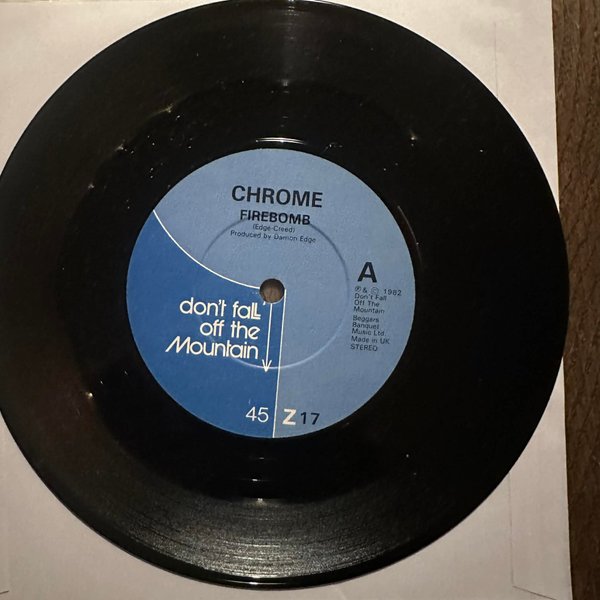 CHROME
FIREBOMB
(Edge-Creed)
Produced by Damon Edge
A
℗ & © 1982
Don't Fall
Off The
Mountain
Beggars
Banquet
Music Ltd.
Made in UK
STEREO
don't fall
off the
Mountain
45 Z17